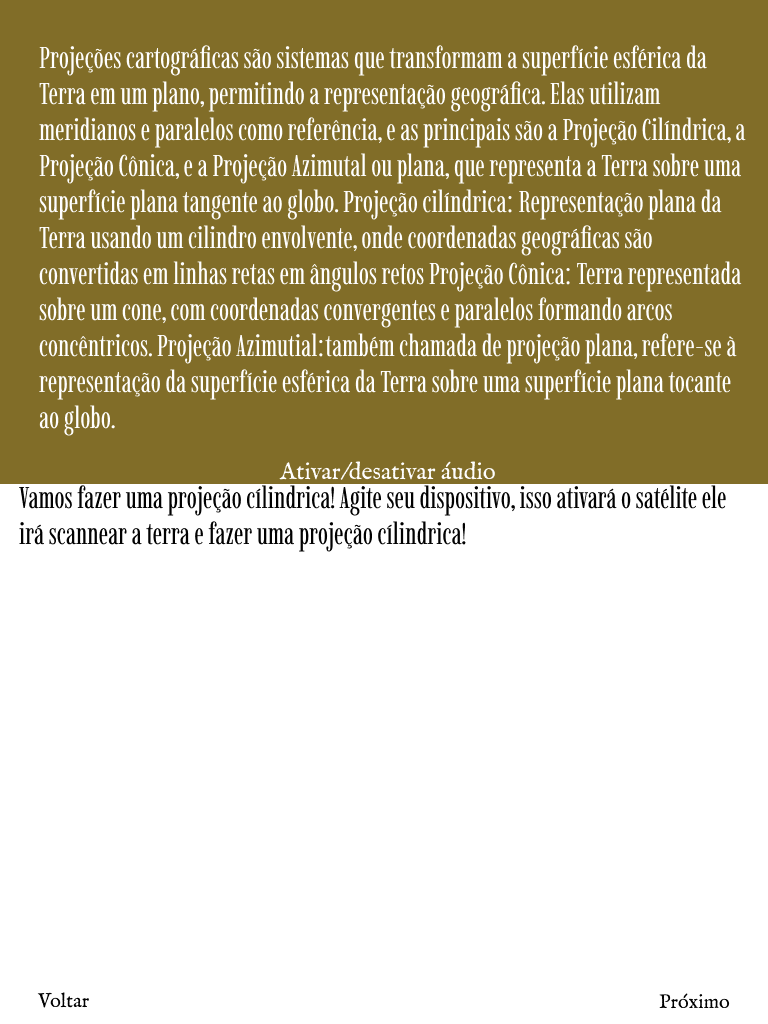 Projeções cartográficas são sistemas que transformam a superfície esférica da
Terra em um plano, permitindo a representação geográfica. Elas utilizam
meridianos e paralelos como referência, e as principais são a Projeção Cilíndrica, a
Projeção Cônica, e a Projeção Azimutal ou plana, que representa a Terra sobre uma
superfície plana tangente ao globo. Projeção cilíndrica: Representação plana da
Terra usando um cilindro envolvente, onde coordenadas geográficas são
convertidas em linhas retas em ângulos retos Projeção Cônica: Terra representada
sobre um cone, com coordenadas convergentes e paralelos formando arcos
concêntricos. Projeção Azimutial:também chamada de projeção plana, refere-se à
representação da superfície esférica da Terra sobre uma superfície plana tocante
ao globo.
Ativar/desativar áudio
Vamos fazer uma projeção cílindrica! Agite seu dispositivo, isso ativará o satélite ele
irá scannear a terra e fazer uma projeção cílindrica!
Voltar
Próximo